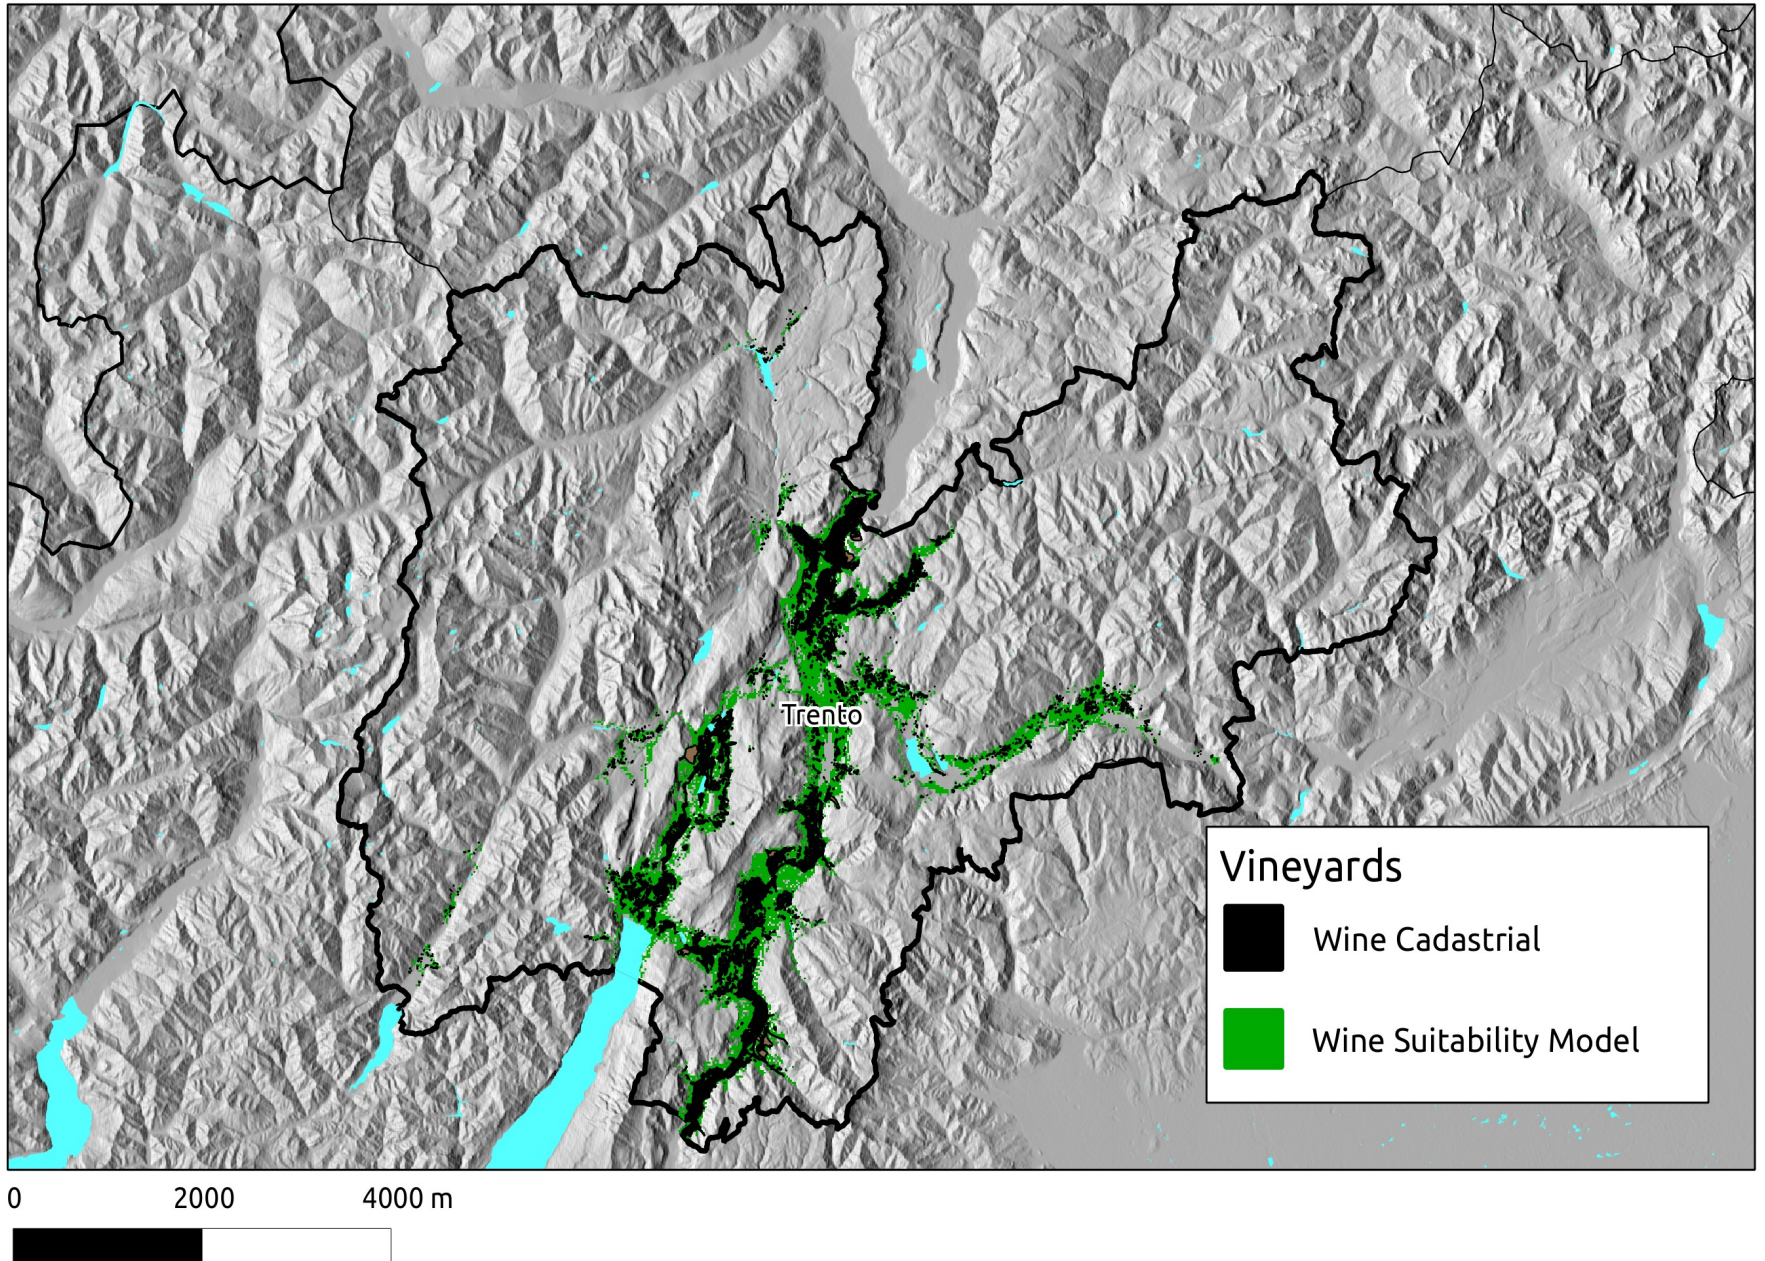 Trento
Vineyards
Wine Cadastrial
Wine Suitability Model
0 2000 4000 m